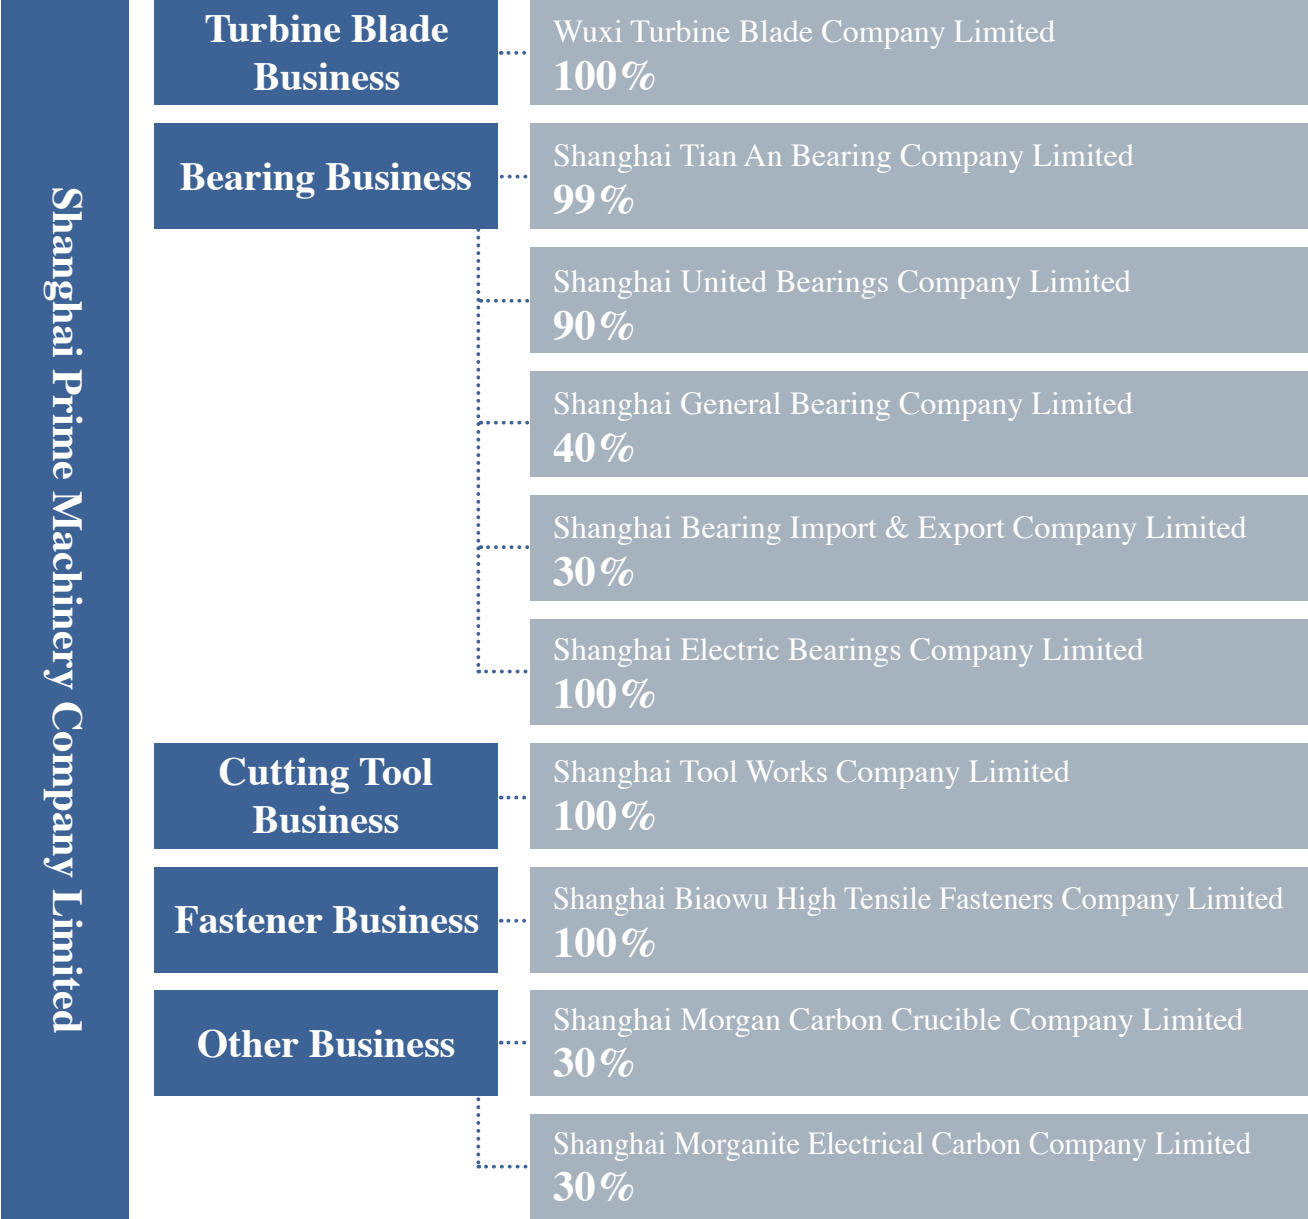 Shanghai Prime Machinery Company Limited
Turbine Blade
Business
Wuxi Turbine Blade Company Limited
100%
Bearing Business
Shanghai Tian An Bearing Company Limited
99%
Shanghai United Bearings Company Limited
90%
Shanghai General Bearing Company Limited
40%
Shanghai Bearing Import & Export Company Limited
30%
Shanghai Electric Bearings Company Limited
100%
Cutting Tool
Business
Shanghai Tool Works Company Limited
100%
Fastener Business
Shanghai Biaowu High Tensile Fasteners Company Limited
100%
Other Business
Shanghai Morgan Carbon Crucible Company Limited
30%
Shanghai Morganite Electrical Carbon Company Limited
30%